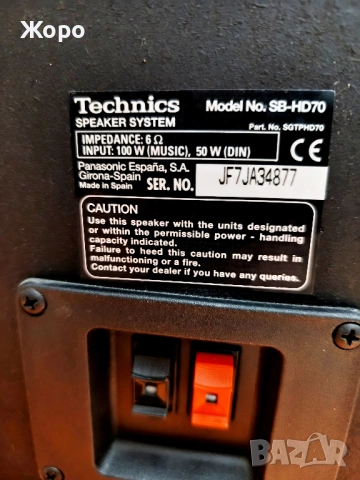 Жоро
Technics Model No. SB-HD70
SPEAKER SYSTEM Part. No. SGTPHD70
IMPEDANCE: 6 Ω
INPUT: 100 W (MUSIC), 50 W (DIN)
CE
Panasonic España, S.A.
Girona-Spain
Made in Spain SER. NO. JF7JA34877
CAUTION
Use this speaker with the units designated
or within the permissible power - handling
capacity indicated.
Failure to heed this caution may result in
malfunctioning or a fire.
Contact your dealer if you have any queries.
BAZAR